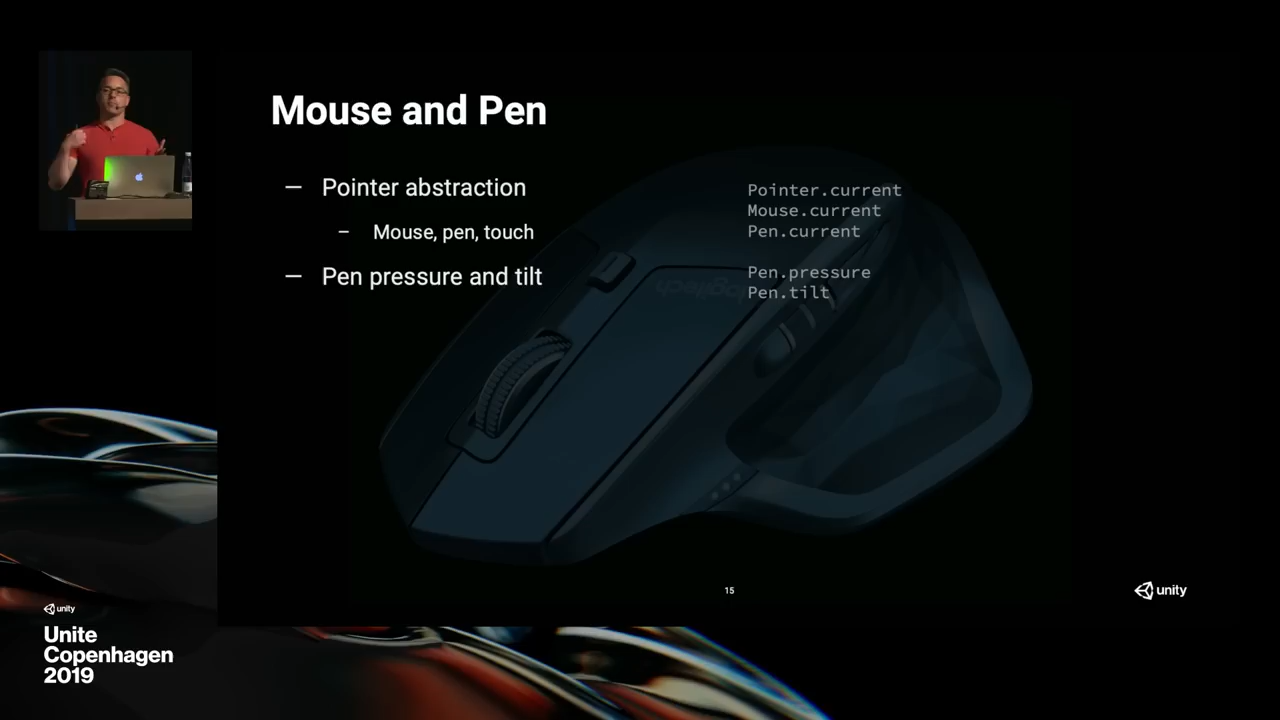 Mouse and Pen
— Pointer abstraction
– Mouse, pen, touch
— Pen pressure and tilt
Pointer.current
Mouse.current
Pen.current
Pen.pressure
Pen.tilt
logitech
15
unity
unity
Unite
Copenhagen
2019